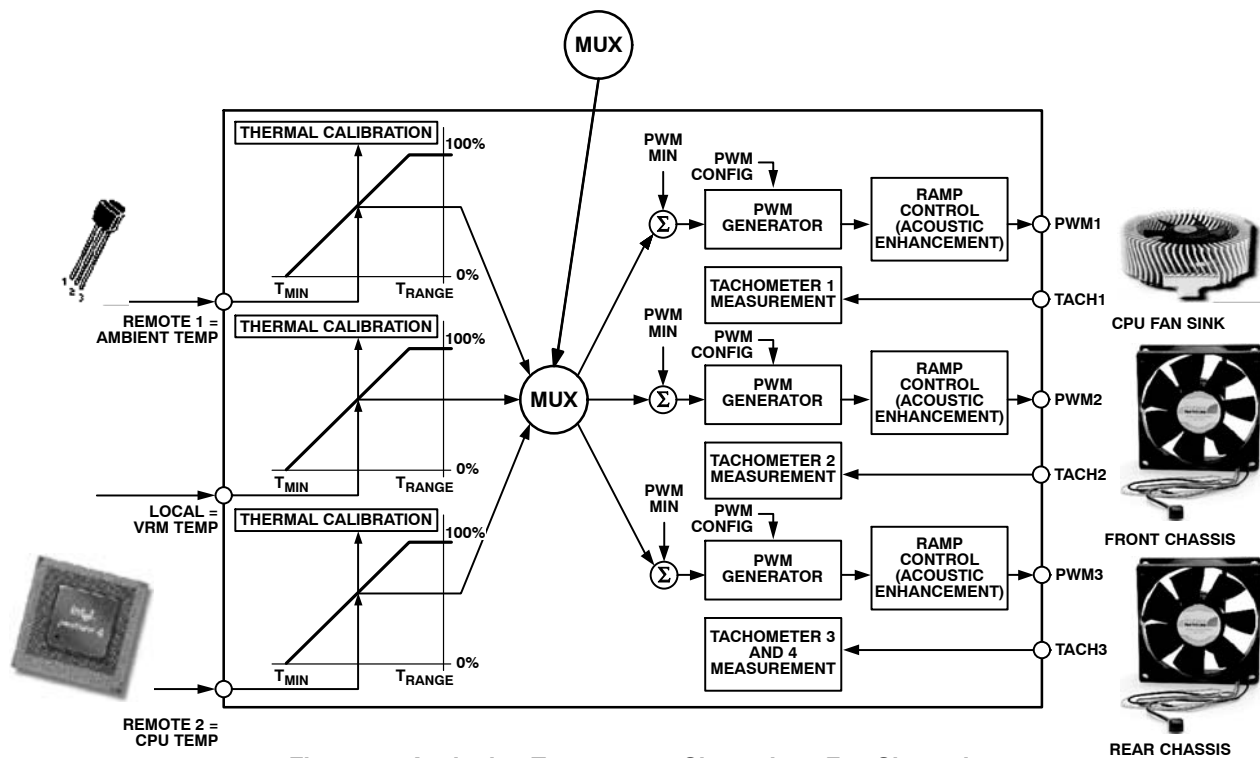 MUX
THERMAL CALIBRATION
100%
0%
T_MIN
T_RANGE
REMOTE 1 =
AMBIENT TEMP
1
2
3
THERMAL CALIBRATION
100%
0%
T_MIN
T_RANGE
LOCAL =
VRM TEMP
THERMAL CALIBRATION
100%
0%
T_MIN
T_RANGE
REMOTE 2 =
CPU TEMP
intel
MUX
PWM
MIN
Σ
PWM
CONFIG
PWM
GENERATOR
RAMP
CONTROL
(ACOUSTIC
ENHANCEMENT)
PWM1
TACHOMETER 1
MEASUREMENT
TACH1
CPU FAN SINK
PWM
MIN
Σ
PWM
CONFIG
PWM
GENERATOR
RAMP
CONTROL
(ACOUSTIC
ENHANCEMENT)
PWM2
TACHOMETER 2
MEASUREMENT
TACH2
FRONT CHASSIS
PWM
MIN
Σ
PWM
CONFIG
PWM
GENERATOR
RAMP
CONTROL
(ACOUSTIC
ENHANCEMENT)
PWM3
TACHOMETER 3
AND 4
MEASUREMENT
TACH3
REAR CHASSIS